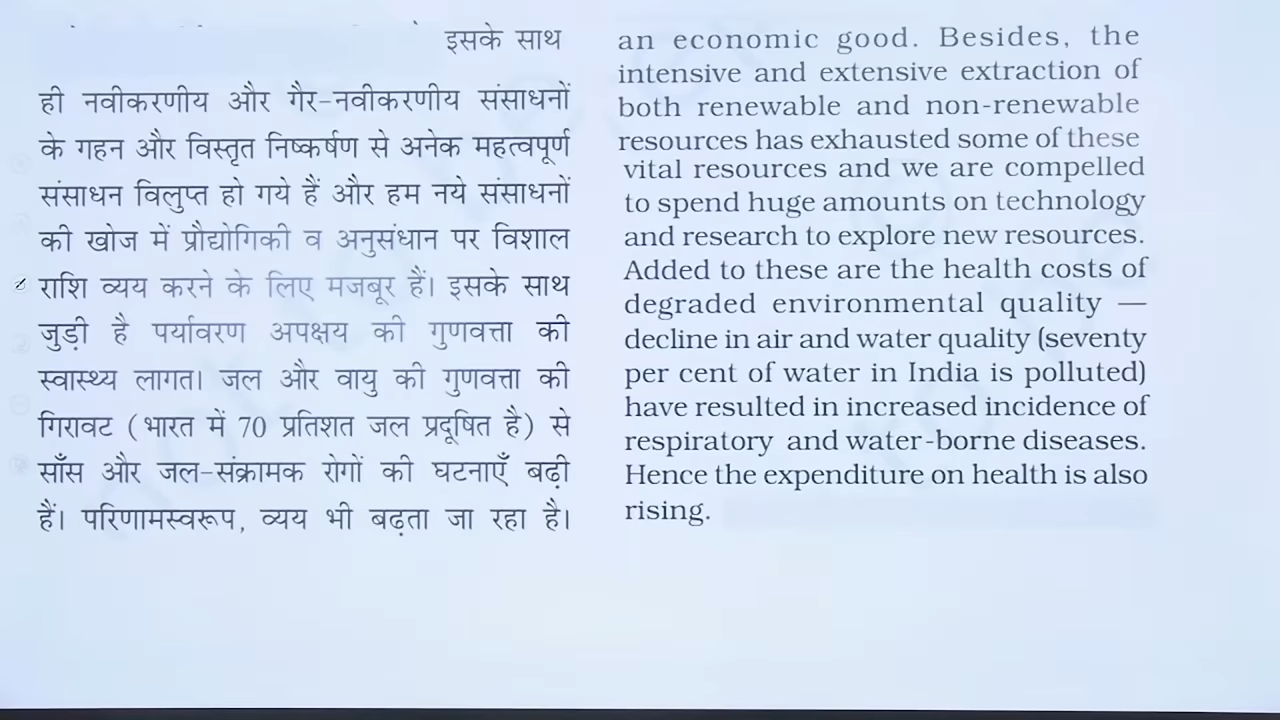 इसके साथ
ही नवीकरणीय और गैर-नवीकरणीय संसाधनों
के गहन और विस्तृत निष्कर्षण से अनेक महत्वपूर्ण
संसाधन विलुप्त हो गये हैं और हम नये संसाधनों
की खोज में प्रौद्योगिकी व अनुसंधान पर विशाल
राशि व्यय करने के लिए मजबूर हैं। इसके साथ
जुड़ी है पर्यावरण अपक्षय की गुणवत्ता की
स्वास्थ्य लागत। जल और वायु की गुणवत्ता की
गिरावट (भारत में 70 प्रतिशत जल प्रदूषित है) से
साँस और जल-संक्रामक रोगों की घटनाएँ बढ़ी
हैं। परिणामस्वरूप, व्यय भी बढ़ता जा रहा है।
an economic good. Besides, the
intensive and extensive extraction of
both renewable and non-renewable
resources has exhausted some of these
vital resources and we are compelled
to spend huge amounts on technology
and research to explore new resources.
Added to these are the health costs of
degraded environmental quality —
decline in air and water quality (seventy
per cent of water in India is polluted)
have resulted in increased incidence of
respiratory and water-borne diseases.
Hence the expenditure on health is also
rising.